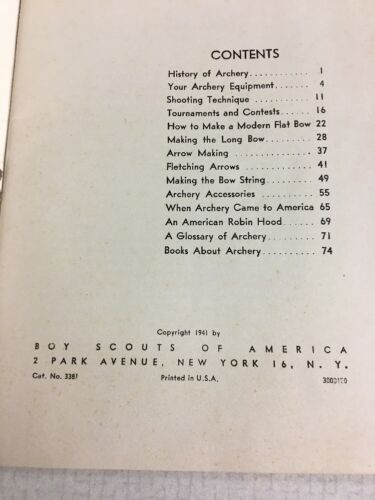 CONTENTS
History of Archery............ 1
Your Archery Equipment....... 4
Shooting Technique ........... 11
Tournaments and Contests...... 16
How to Make a Modern Flat Bow 22
Making the Long Bow.......... 28
Arrow Making ................ 37
Fletching Arrows ............. 41
Making the Bow String......... 49
Archery Accessories .......... 55
When Archery Came to America 65
An American Robin Hood...... 69
A Glossary of Archery......... 71
Books About Archery.......... 74
Copyright 1941 by
BOY SCOUTS OF AMERICA
2 PARK AVENUE, NEW YORK 16, N. Y.
Cat. No. 3381 Printed in U.S.A.